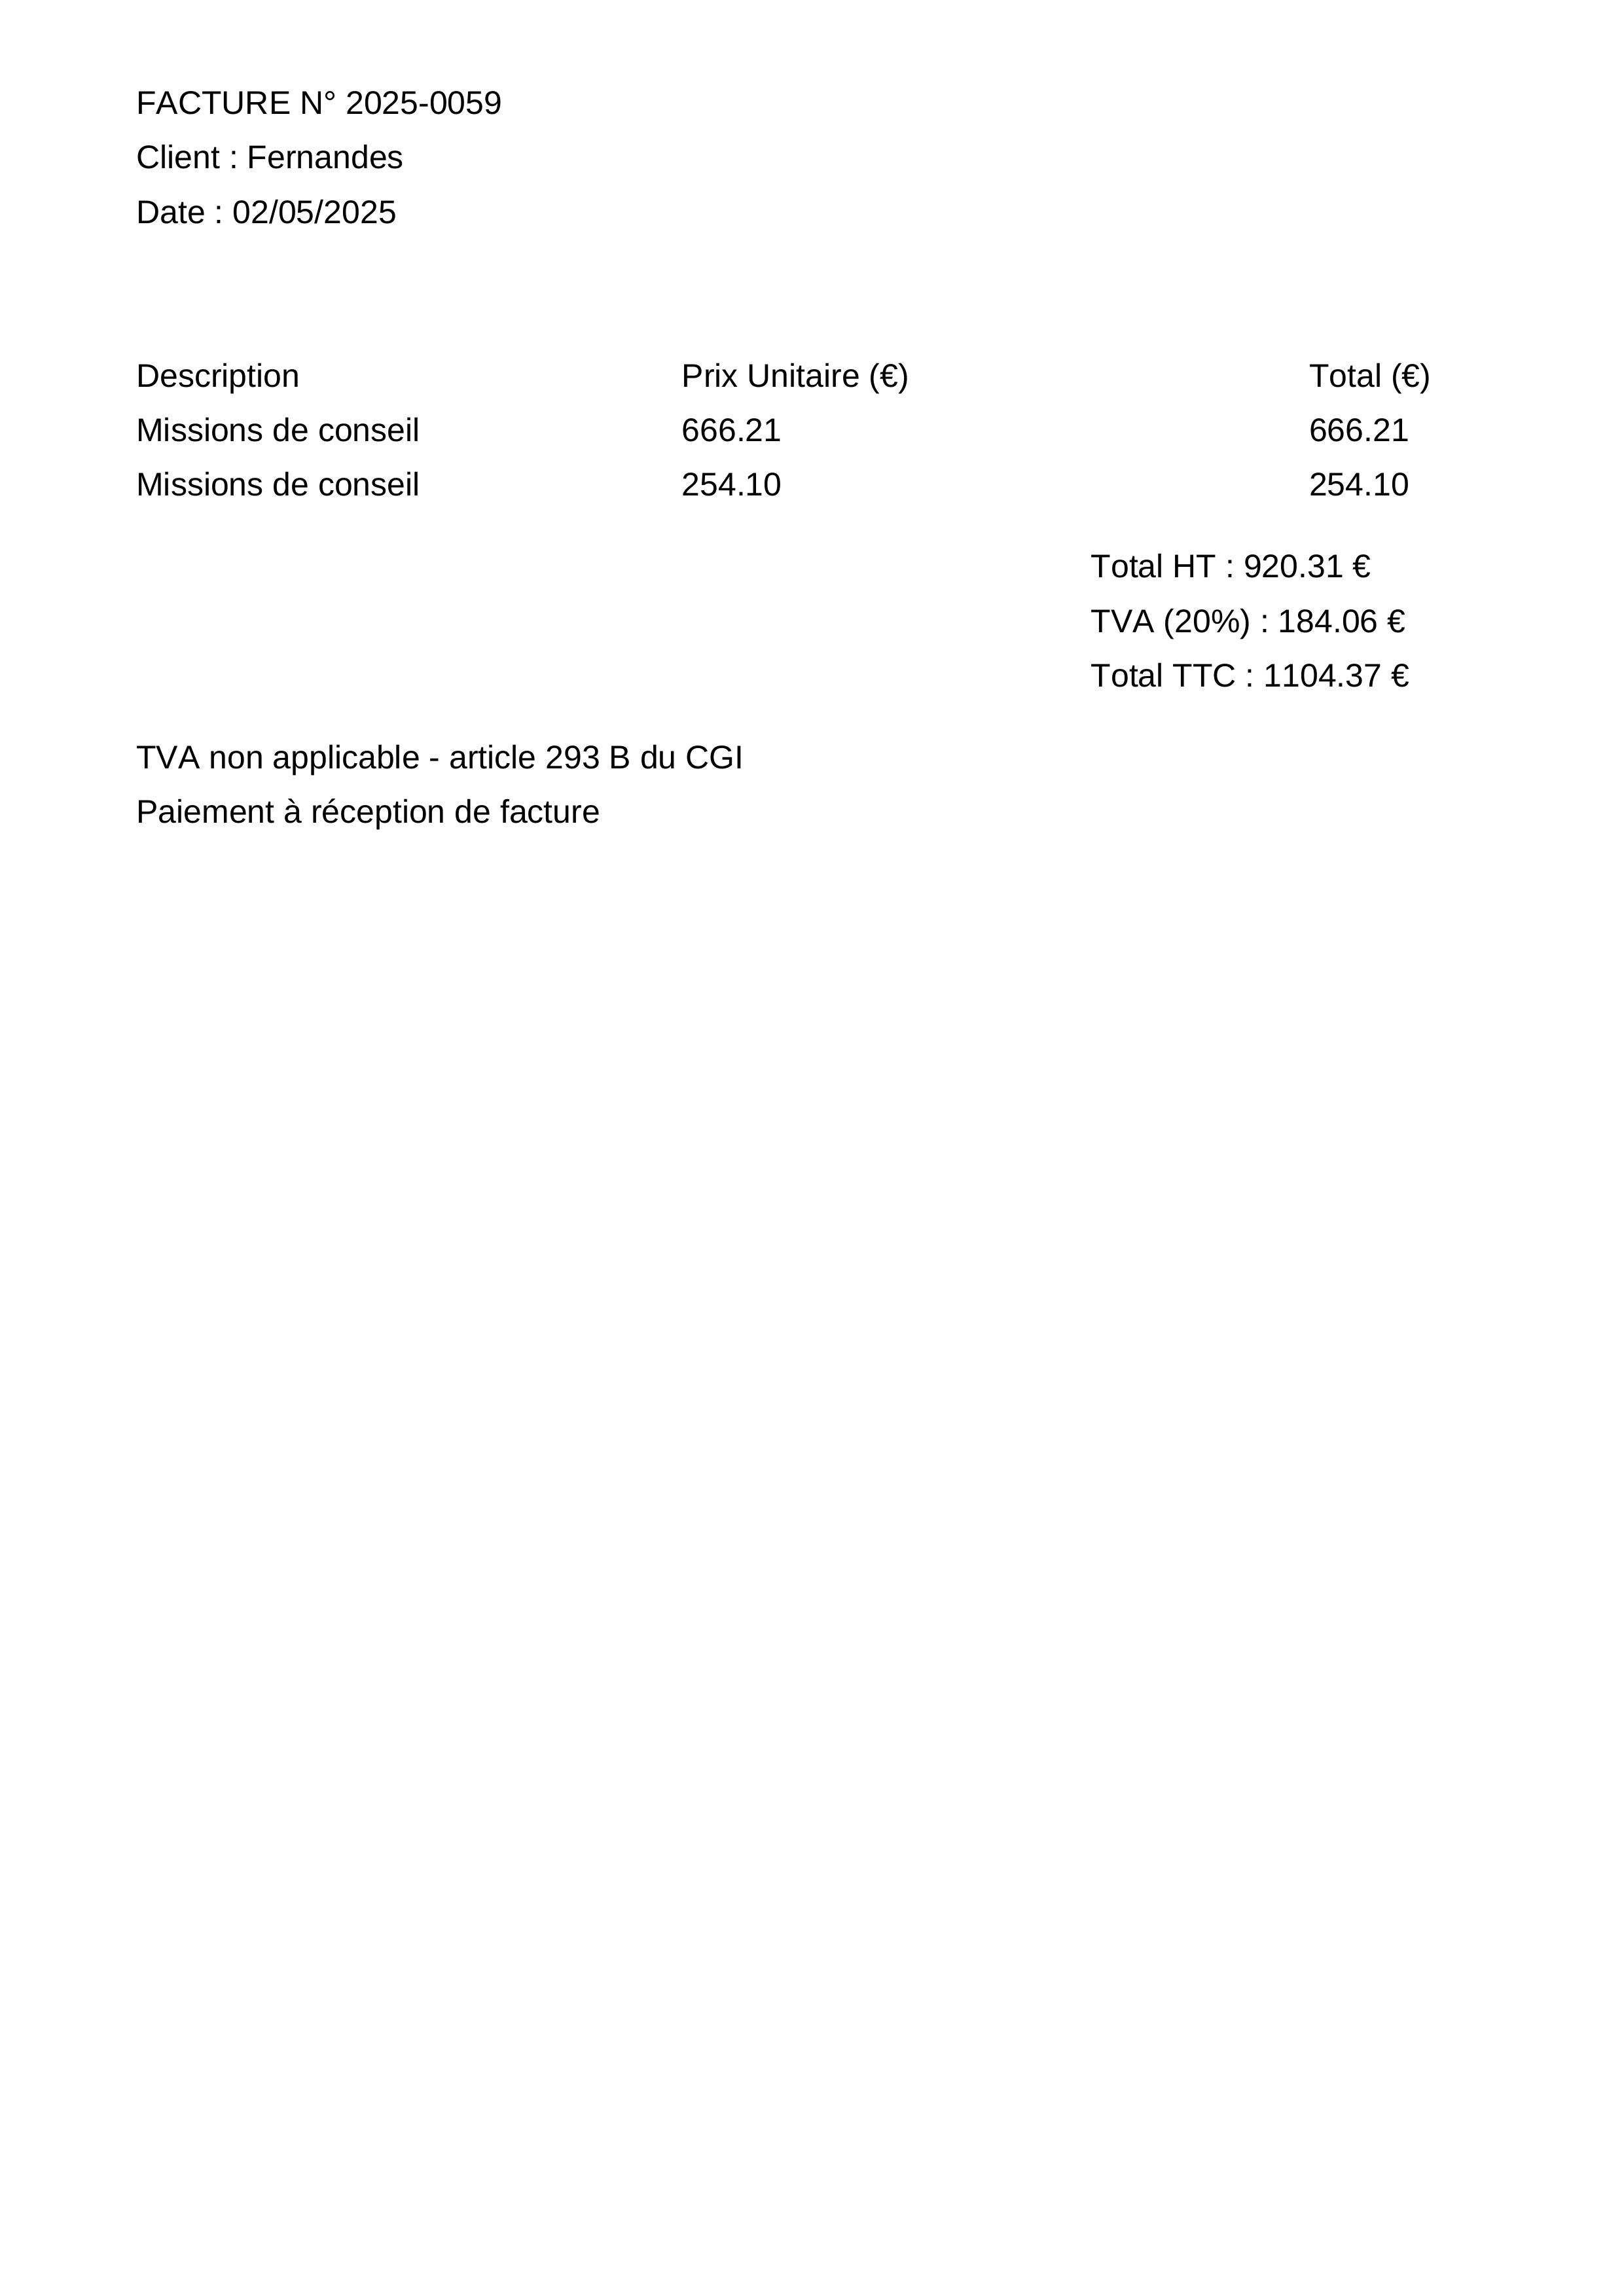 FACTURE N° 2025-0059
Client : Fernandes
Date : 02/05/2025
Description Prix Unitaire (€) Total (€)
Missions de conseil 666.21 666.21
Missions de conseil 254.10 254.10
Total HT : 920.31 €
TVA (20%) : 184.06 €
Total TTC : 1104.37 €
TVA non applicable - article 293 B du CGI
Paiement à réception de facture